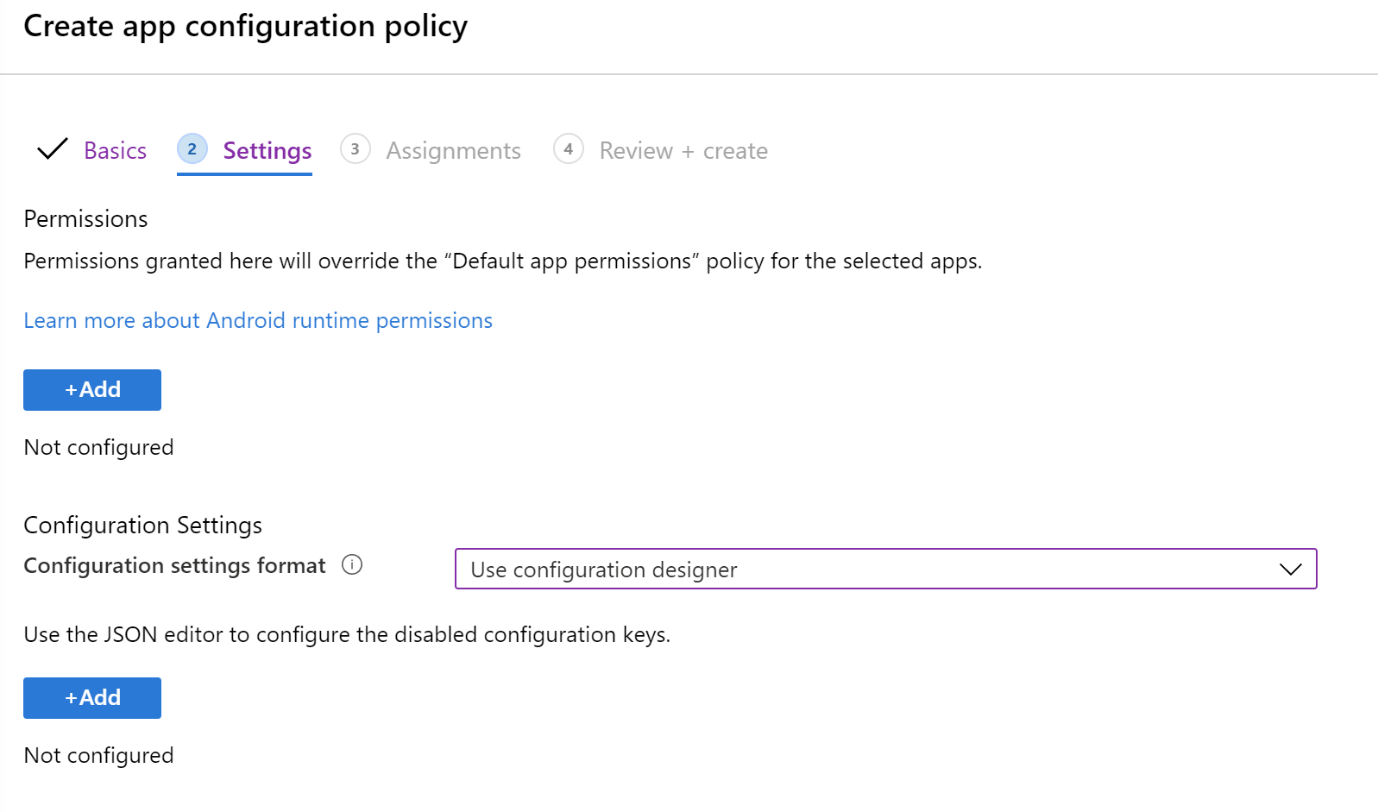 Create app configuration policy
Basics 2 Settings 3 Assignments 4 Review + create
Permissions
Permissions granted here will override the “Default app permissions” policy for the selected apps.
Learn more about Android runtime permissions
+Add
Not configured
Configuration Settings
Configuration settings format i Use configuration designer
Use the JSON editor to configure the disabled configuration keys.
+Add
Not configured